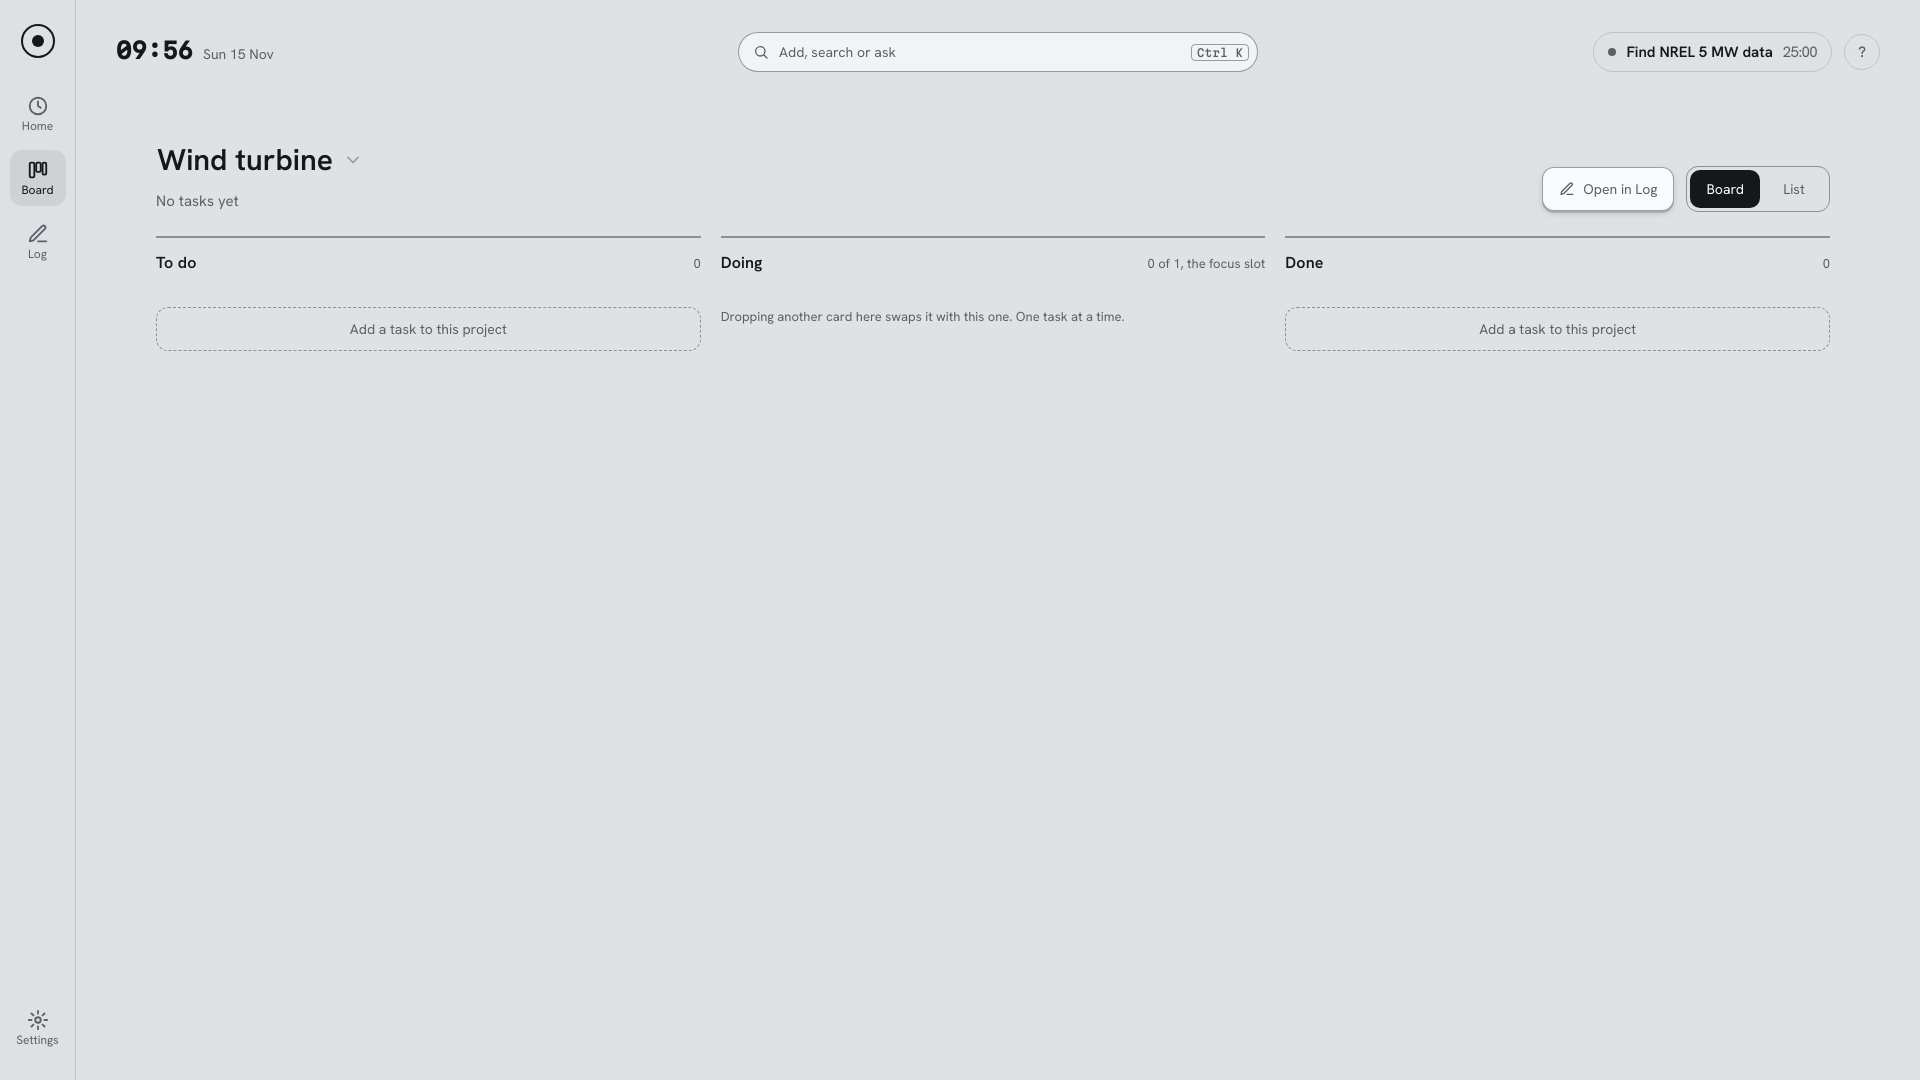 09:56 Sun 15 Nov
Add, search or ask
Ctrl K
Find NREL 5 MW data 25:00
?
Home
Board
Log
Settings
Wind turbine
No tasks yet
Open in Log
Board
List
To do 0
Add a task to this project
Doing 0 of 1, the focus slot
Dropping another card here swaps it with this one. One task at a time.
Done 0
Add a task to this project